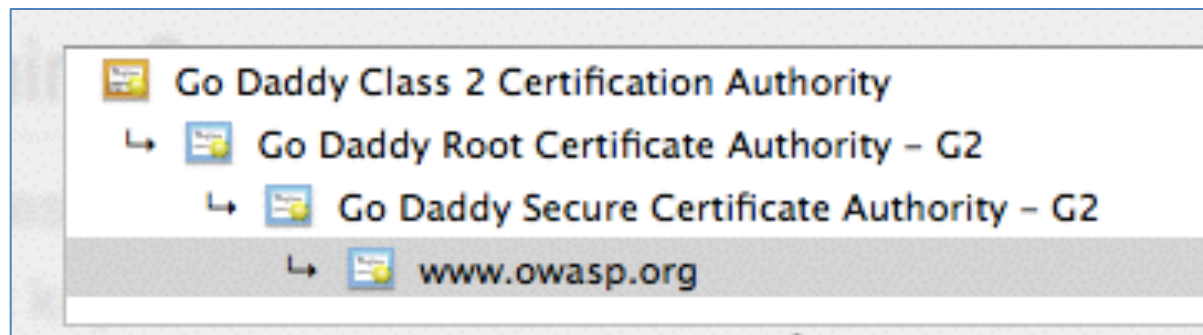 Go Daddy Class 2 Certification Authority
Go Daddy Root Certificate Authority – G2
Go Daddy Secure Certificate Authority – G2
www.owasp.org